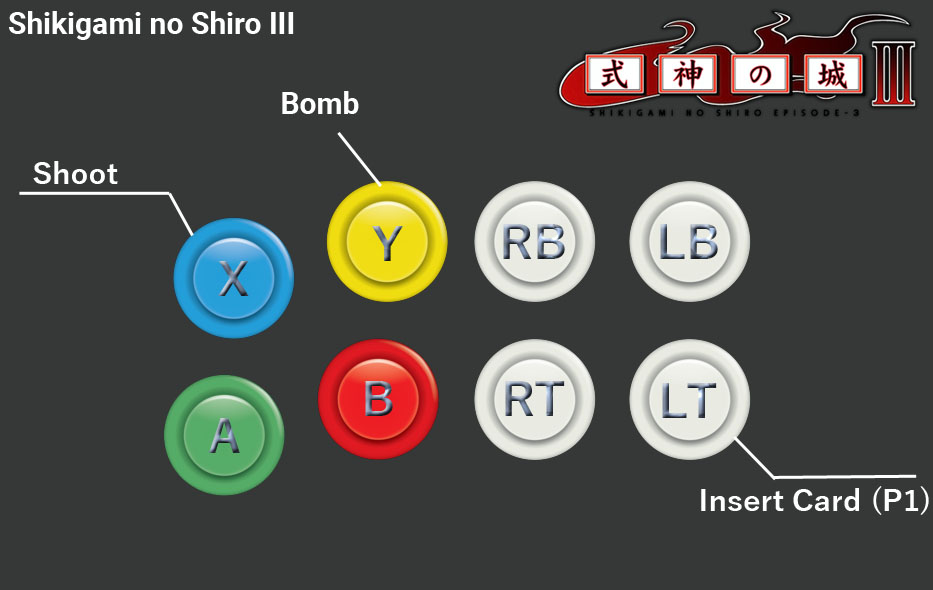 Shikigami no Shiro III
式神の城 III
SHIKIGAMI NO SHIRO EPISODE-3
Bomb
Shoot
X
Y
RB
LB
A
B
RT
LT
Insert Card (P1)